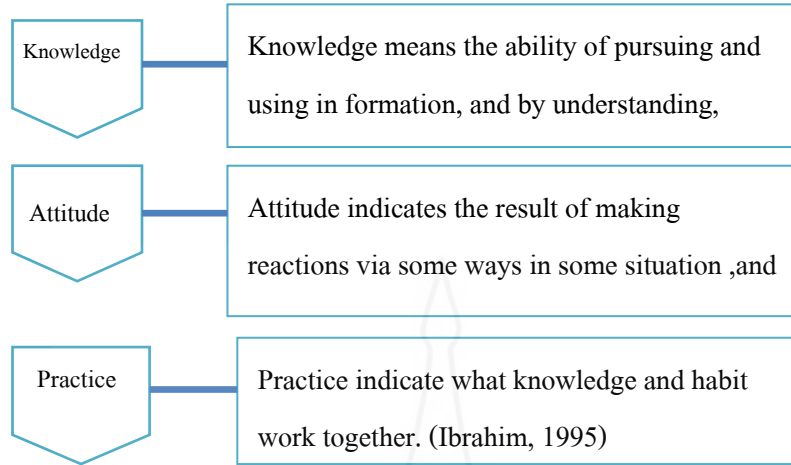 Knowledge
Knowledge means the ability of pursuing and
using in formation, and by understanding,
Attitude
Attitude indicates the result of making
reactions via some ways in some situation ,and
Practice
Practice indicate what knowledge and habit
work together. (Ibrahim, 1995)